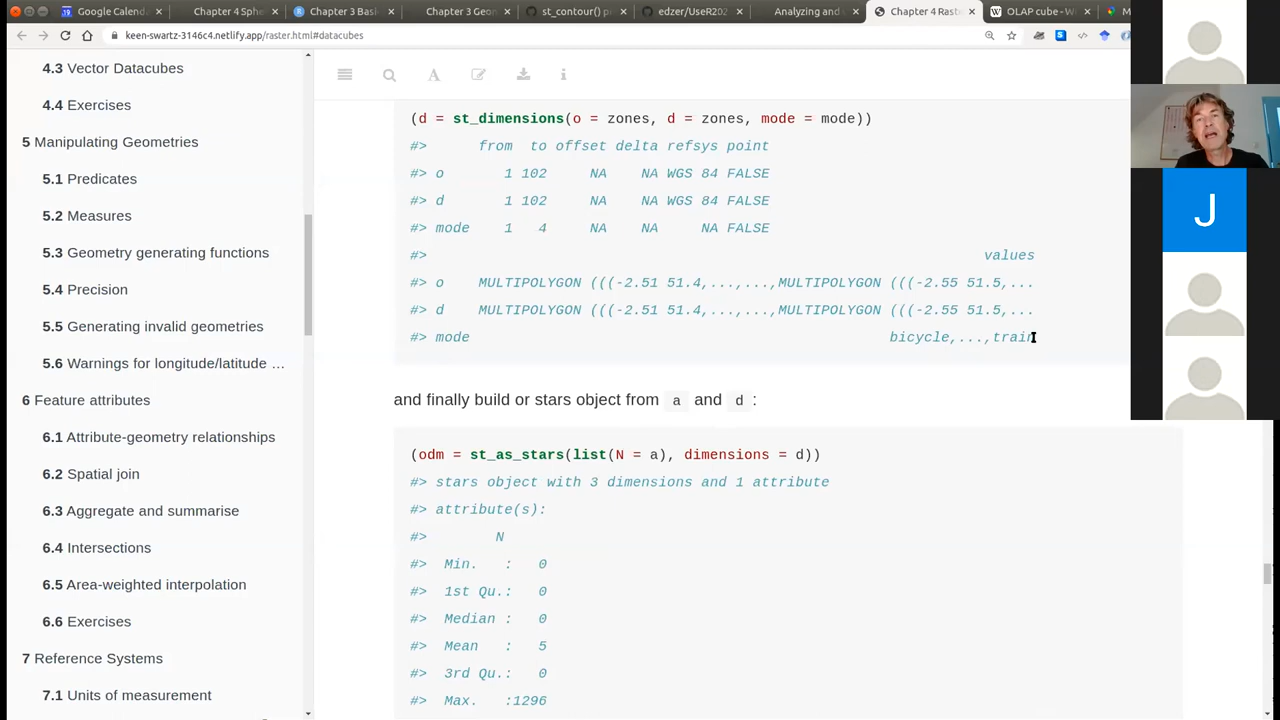 Google Calenda
Chapter 4 Sphe
Chapter 3 Basi
Chapter 3 Geo
st_contour() p
edzer/UseR202
Analyzing and
Chapter 4 Rast
OLAP cube - Wi
keen-swartz-3146c4.netlify.app/raster.html#datacubes
4.3 Vector Datacubes
4.4 Exercises
5 Manipulating Geometries
5.1 Predicates
5.2 Measures
5.3 Geometry generating functions
5.4 Precision
5.5 Generating invalid geometries
5.6 Warnings for longitude/latitude …
6 Feature attributes
6.1 Attribute-geometry relationships
6.2 Spatial join
6.3 Aggregate and summarise
6.4 Intersections
6.5 Area-weighted interpolation
6.6 Exercises
7 Reference Systems
7.1 Units of measurement
(d = st_dimensions(o = zones, d = zones, mode = mode))
#> from to offset delta refsys point
#> o 1 102 NA NA WGS 84 FALSE
#> d 1 102 NA NA WGS 84 FALSE
#> mode 1 4 NA NA NA FALSE
#> values
#> o MULTIPOLYGON (((-2.51 51.4,...,...,MULTIPOLYGON (((-2.55 51.5,...
#> d MULTIPOLYGON (((-2.51 51.4,...,...,MULTIPOLYGON (((-2.55 51.5,...
#> mode bicycle,...,train
and finally build or stars object from a and d :
(odm = st_as_stars(list(N = a), dimensions = d))
#> stars object with 3 dimensions and 1 attribute
#> attribute(s):
#> N
#> Min. : 0
#> 1st Qu.: 0
#> Median : 0
#> Mean : 5
#> 3rd Qu.: 0
#> Max. :1296
J